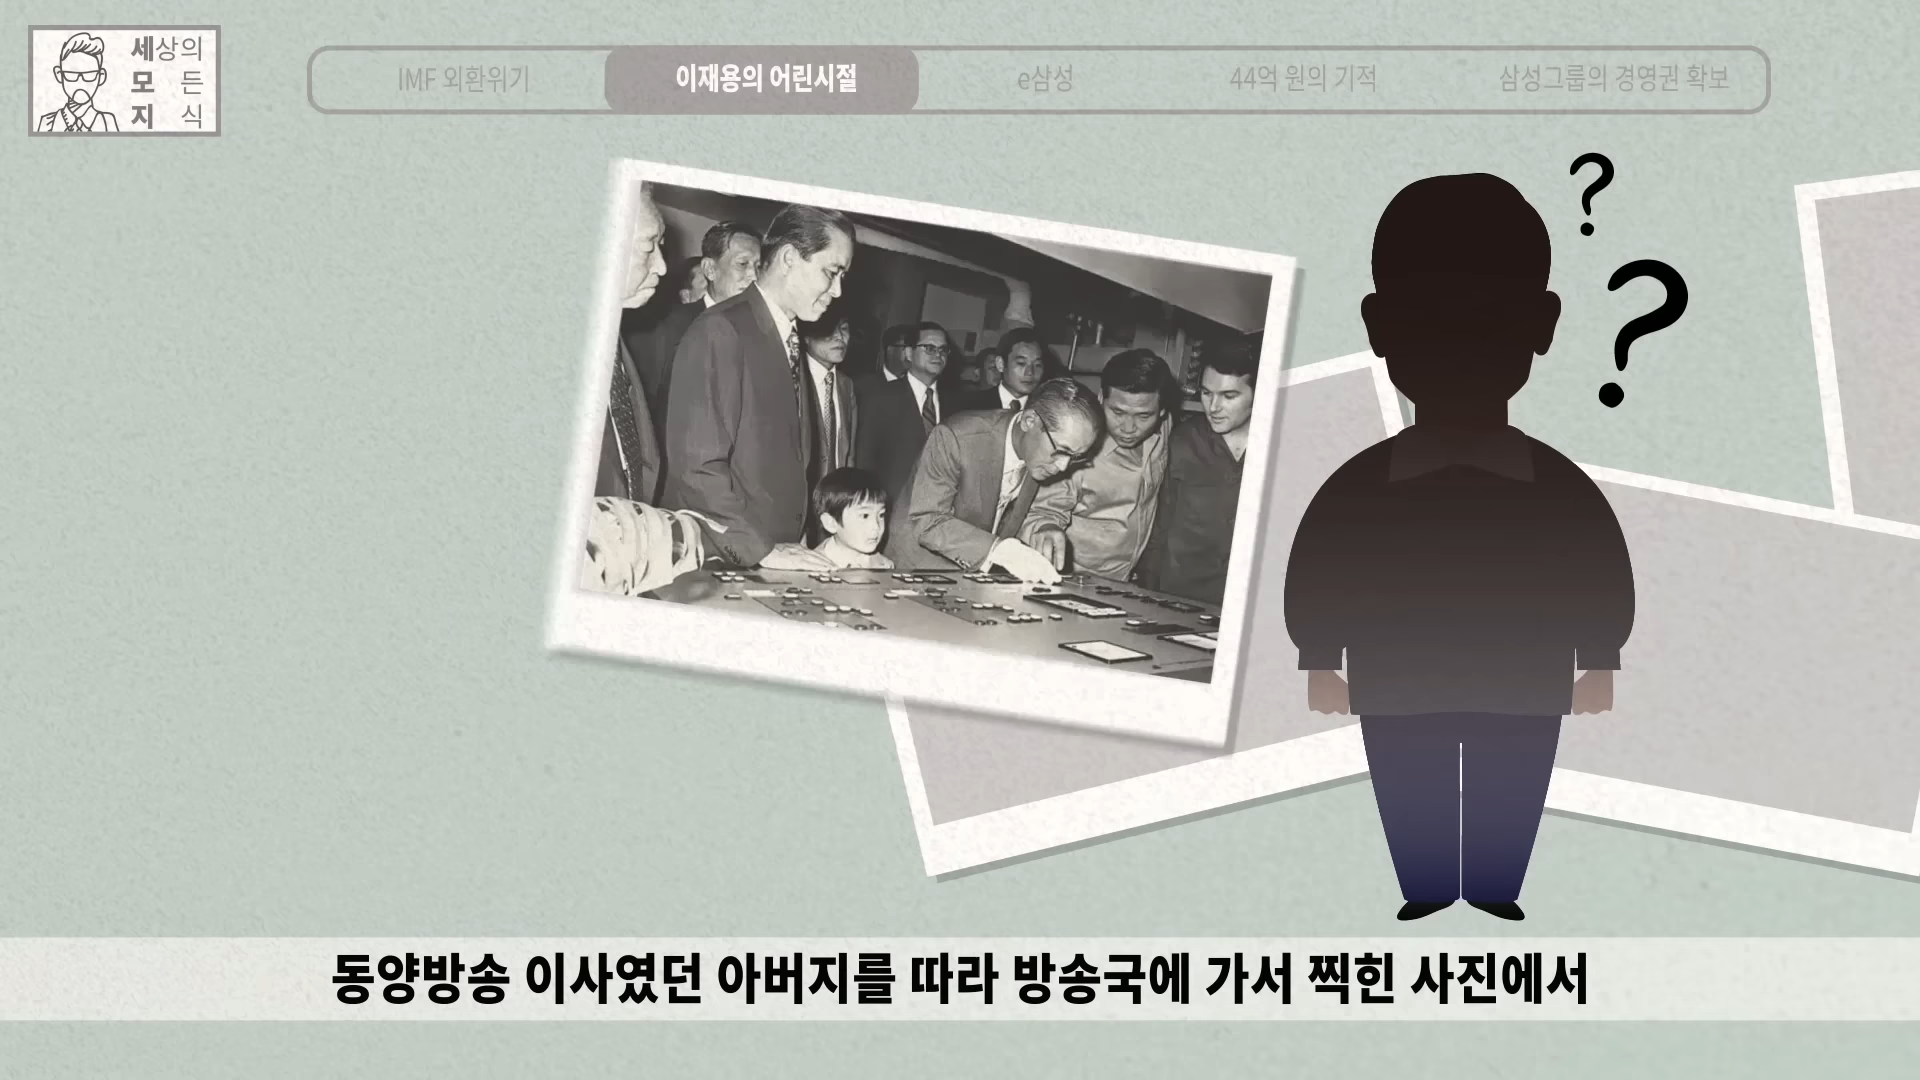 세상의
모든
지식
IMF 외환위기
이재용의 어린시절
e삼성
44억 원의 기적
삼성그룹의 경영권 확보
?
?
동양방송 이사였던 아버지를 따라 방송국에 가서 찍힌 사진에서